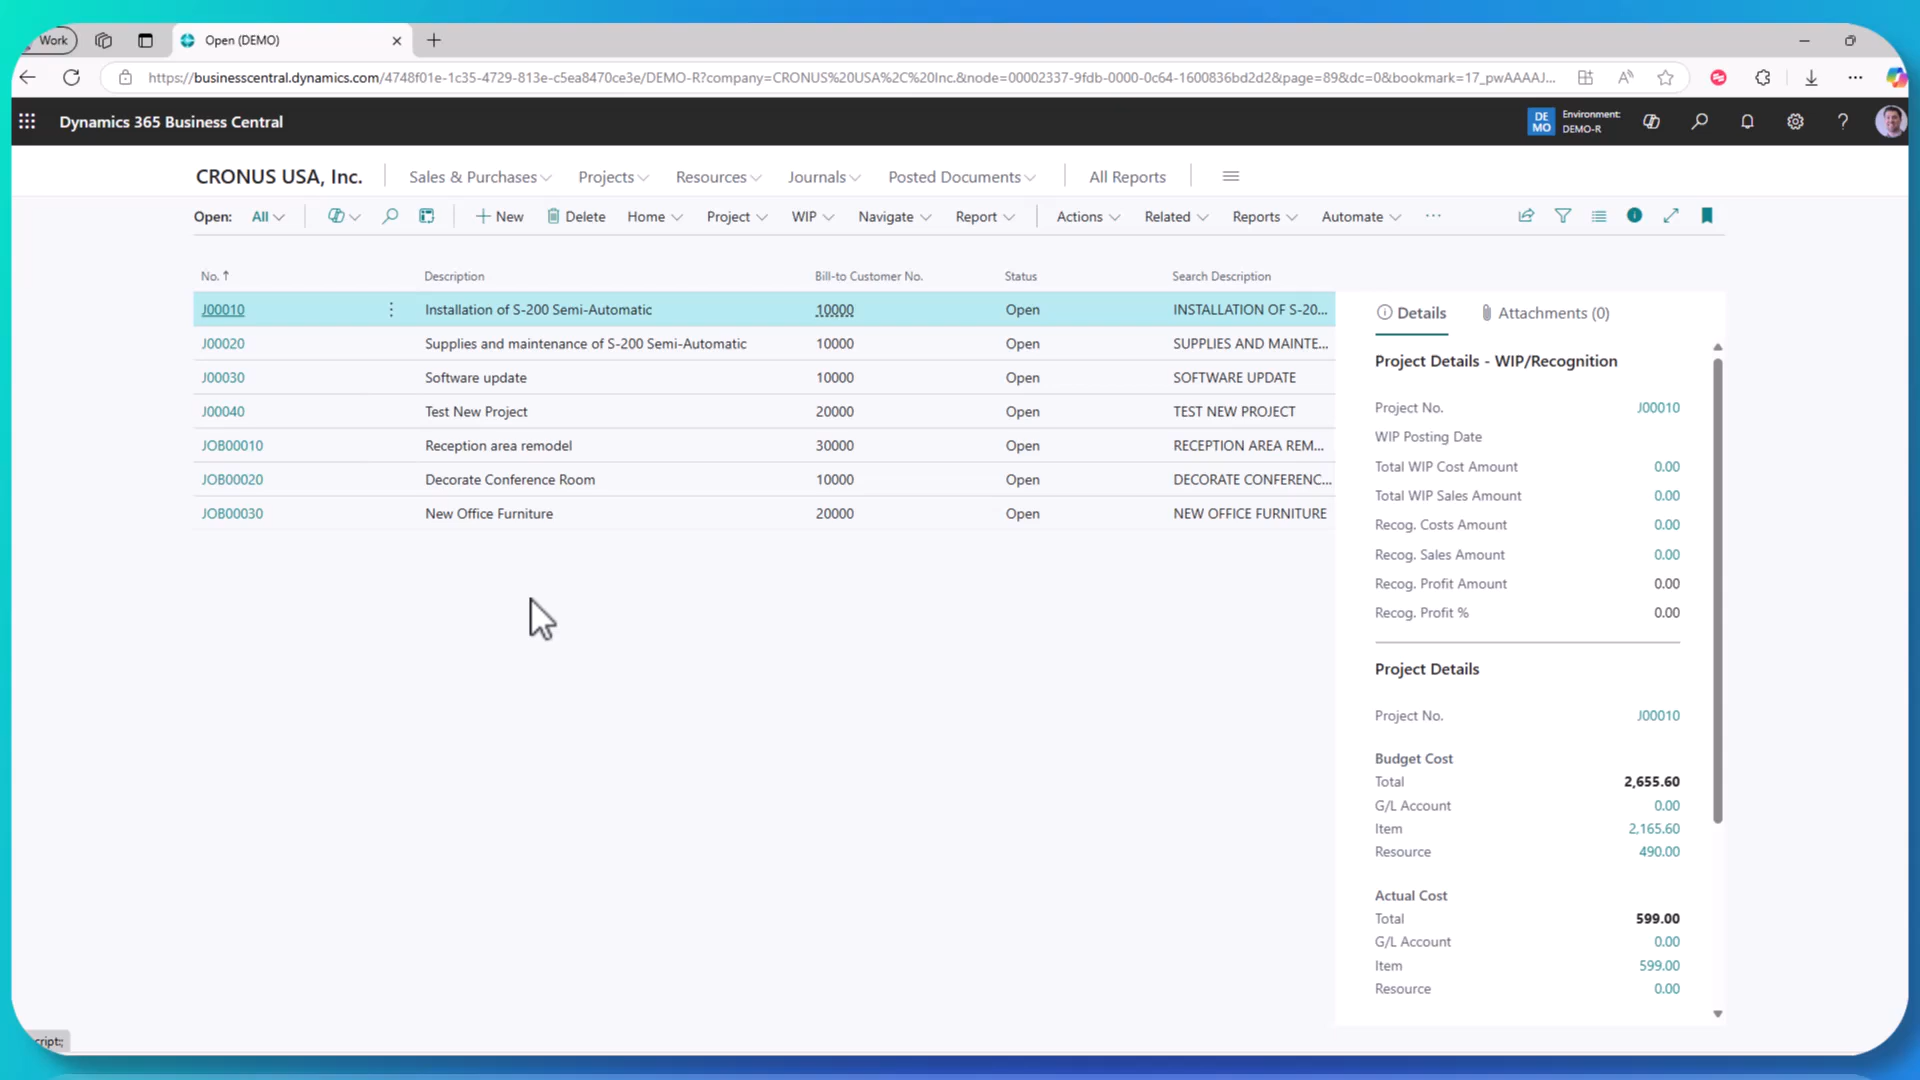 Work
Open (DEMO)
https://businesscentral.dynamics.com/4748f01e-1c35-4729-813e-c5ea8470ce3e/DEMO-R?company=CRONUS%20USA%2C%20Inc.&node=00002337-9fdb-0000-0c64-1600836bd2d2&page=89&dc=0&bookmark=17_pwAAAAJ...
Dynamics 365 Business Central
DE
MO
Environment:
DEMO-R
CRONUS USA, Inc.
Sales & Purchases
Projects
Resources
Journals
Posted Documents
All Reports
Open: All
New
Delete
Home
Project
WIP
Navigate
Report
Actions
Related
Reports
Automate
No. ↑ Description Bill-to Customer No. Status Search Description
J00010 Installation of S-200 Semi-Automatic 10000 Open INSTALLATION OF S-20...
J00020 Supplies and maintenance of S-200 Semi-Automatic 10000 Open SUPPLIES AND MAINTE...
J00030 Software update 10000 Open SOFTWARE UPDATE
J00040 Test New Project 20000 Open TEST NEW PROJECT
JOB00010 Reception area remodel 30000 Open RECEPTION AREA REM...
JOB00020 Decorate Conference Room 10000 Open DECORATE CONFERENC...
JOB00030 New Office Furniture 20000 Open NEW OFFICE FURNITURE
Details
Attachments (0)
Project Details - WIP/Recognition
Project No. J00010
WIP Posting Date
Total WIP Cost Amount 0.00
Total WIP Sales Amount 0.00
Recog. Costs Amount 0.00
Recog. Sales Amount 0.00
Recog. Profit Amount 0.00
Recog. Profit % 0.00
Project Details
Project No. J00010
Budget Cost
Total 2,655.60
G/L Account 0.00
Item 2,165.60
Resource 490.00
Actual Cost
Total 599.00
G/L Account 0.00
Item 599.00
Resource 0.00
cript:;